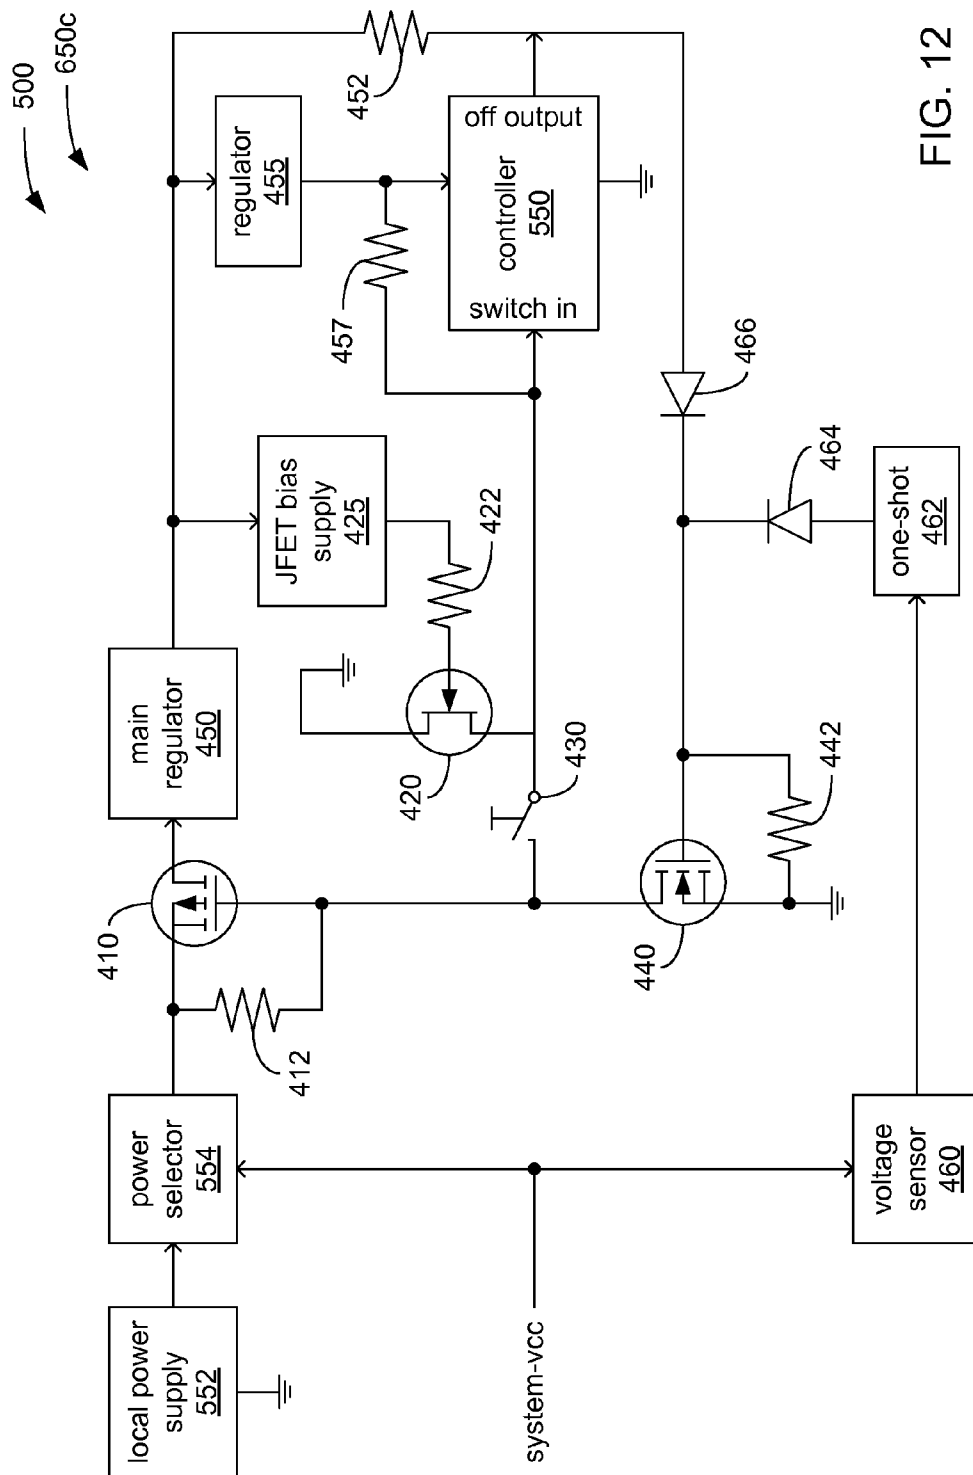 500
650c
FIG. 12
local power
supply
552
power
selector
554
412
410
main
regulator
450
JFET bias
supply
425
422
420
430
regulator
455
452
457
off output
controller
550
switch in
466
464
one-shot
462
442
440
system-vcc
voltage
sensor
460